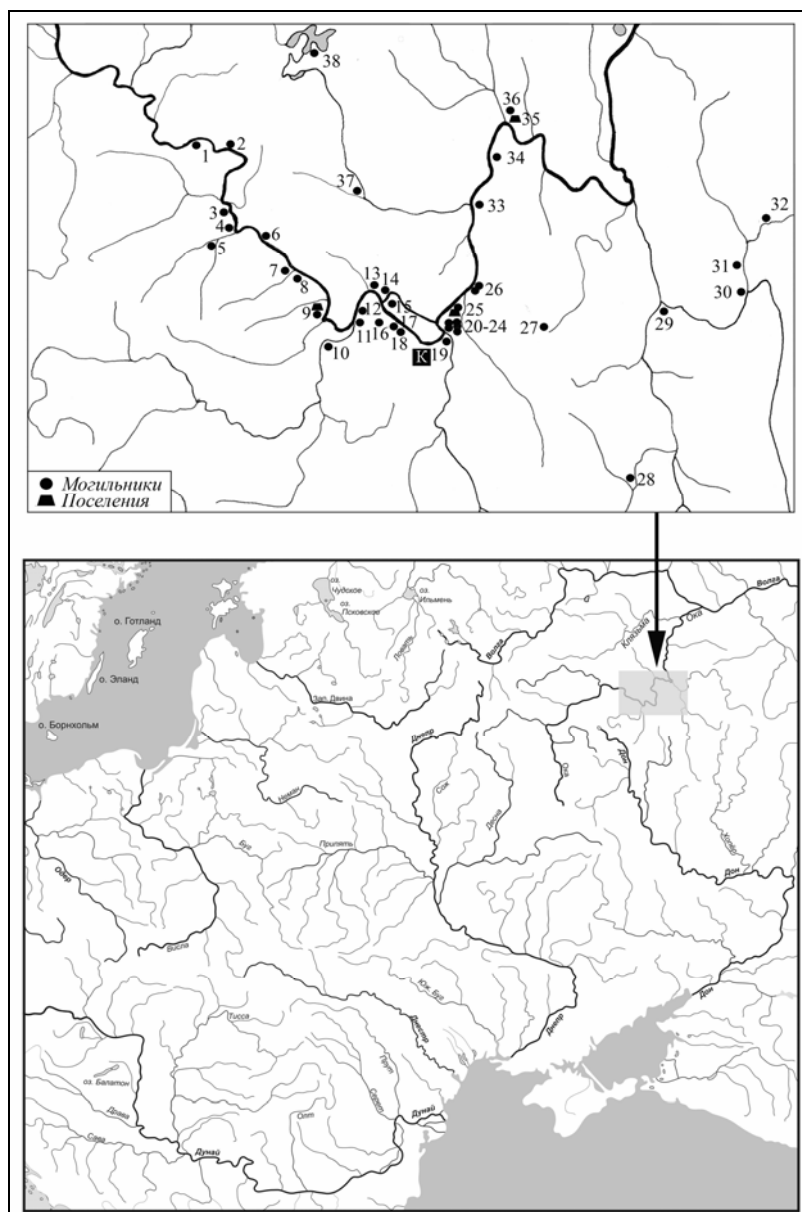 38
36
35
1
2
34
37
3
33
32
4
6
5
7
8
13
14
26
31
9
12
15
25
30
17
20-24
27
29
11
16
18
19
10
К
28
Могильники
Поселения
оз.
Чудское
оз.
Псковское
оз.
Ильмень
Волга
о. Готланд
Ловать
Волга
Клязьма
Ока
о. Эланд
Зап. Двина
о. Борнхольм
Днепр
Дон
Ока
Сож
Десна
Неман
Хопёр
Буг
Припять
Дон
Одер
Висла
Юж. Буг
Дон
Тисса
Днестр
Днепр
Прут
оз. Балатон
Серет
Драва
Олт
Дунай
Сава
Дунай